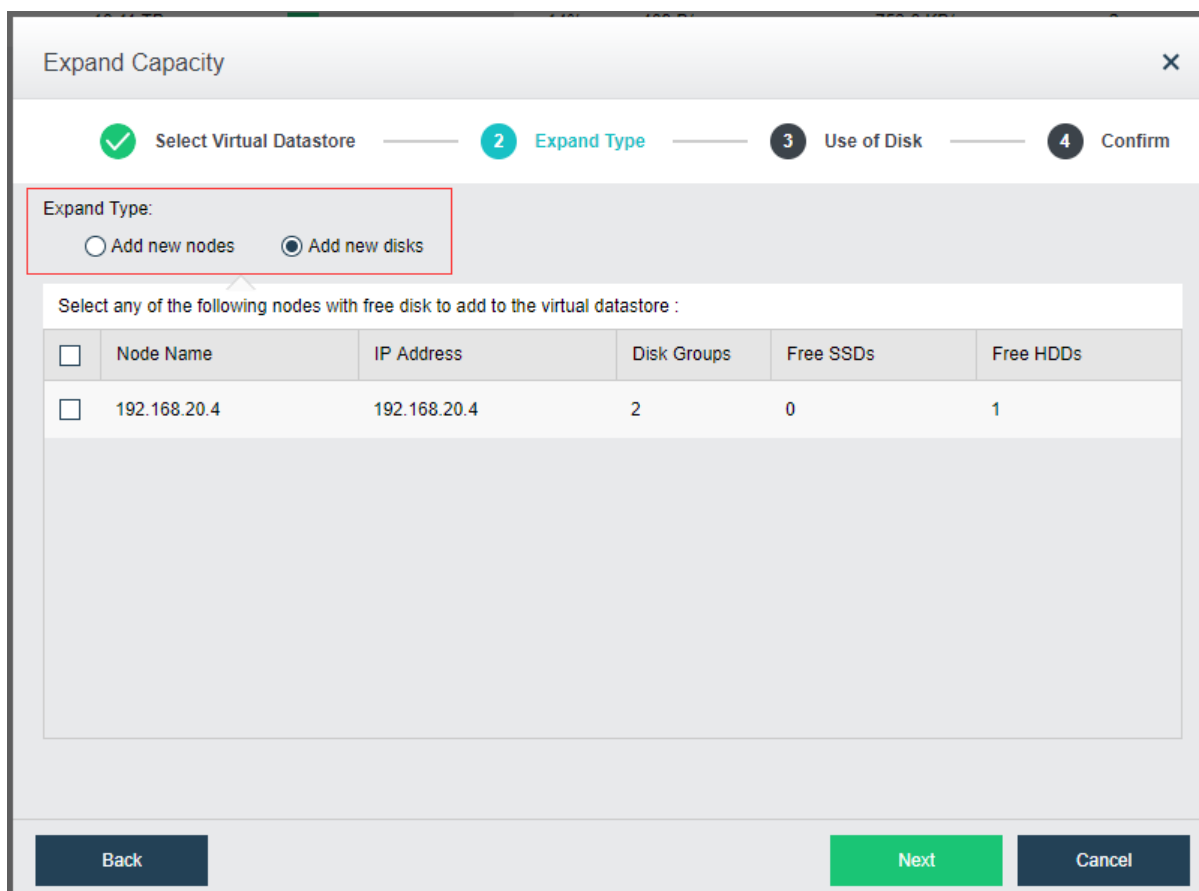 Expand Capacity
Select Virtual Datastore 2 Expand Type 3 Use of Disk 4 Confirm
Expand Type:
Add new nodes Add new disks
Select any of the following nodes with free disk to add to the virtual datastore :
Node Name IP Address Disk Groups Free SSDs Free HDDs
192.168.20.4 192.168.20.4 2 0 1
Back Next Cancel